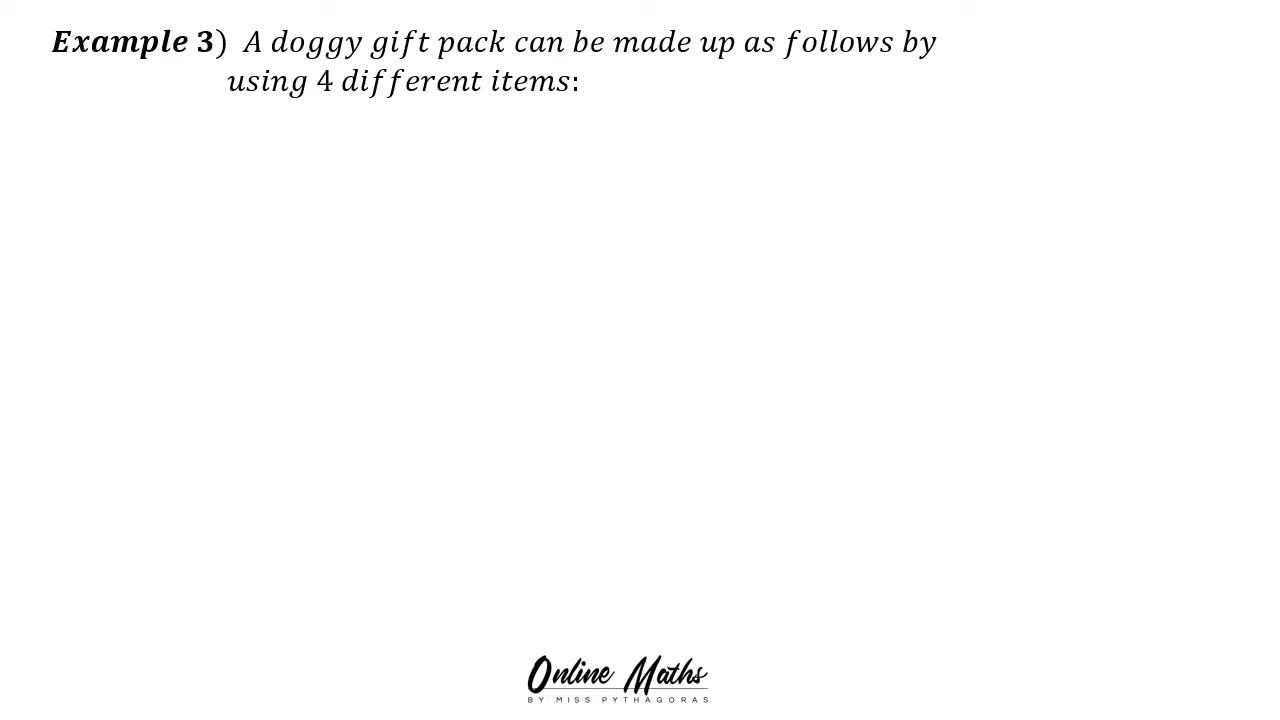 Example 3) A doggy gift pack can be made up as follows by
using 4 different items:
Online Maths
BY MISS PYTHAGORAS